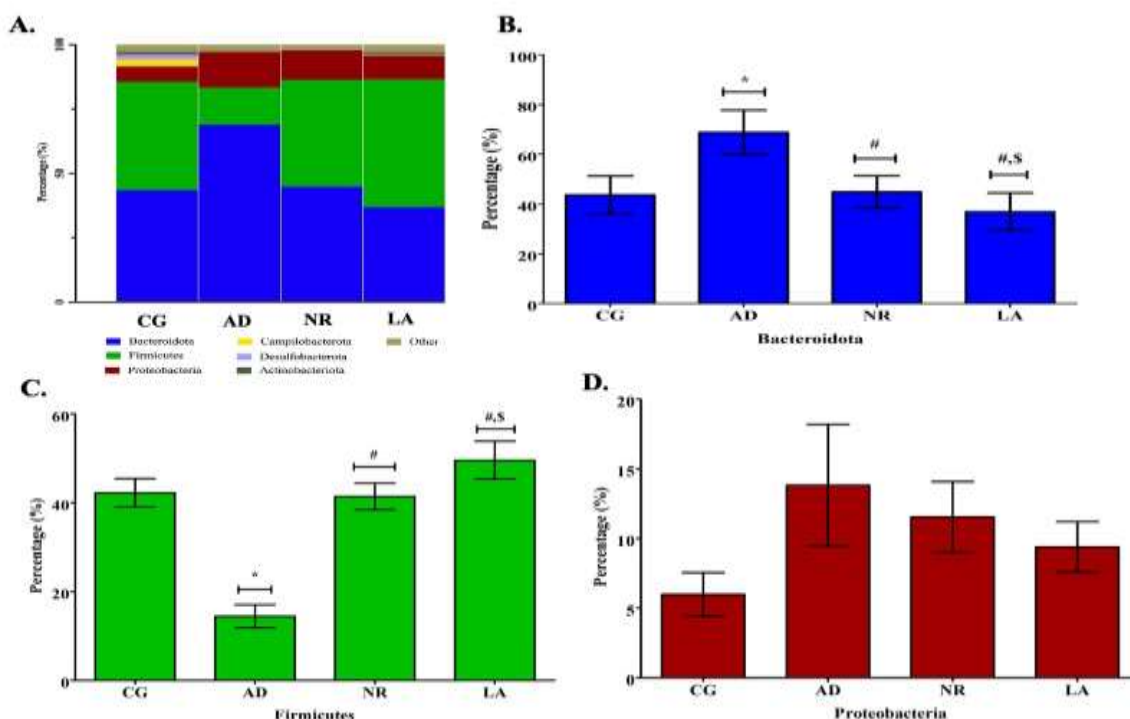 A.
Percentage (%)
100
50
0
CG AD NR LA
Bacteroidota Campilobacterota Other
Firmicutes Desulfobacterota
Proteobacteria Actinobacteriota
B.
Percentage (%)
100
80
60
40
20
0
*
#
#,$
CG AD NR LA
Bacteroidota
C.
Percentage (%)
60
40
20
0
*
#
#,$
CG AD NR LA
Firmicutes
D.
Percentage (%)
20
15
10
5
0
CG AD NR LA
Proteobacteria